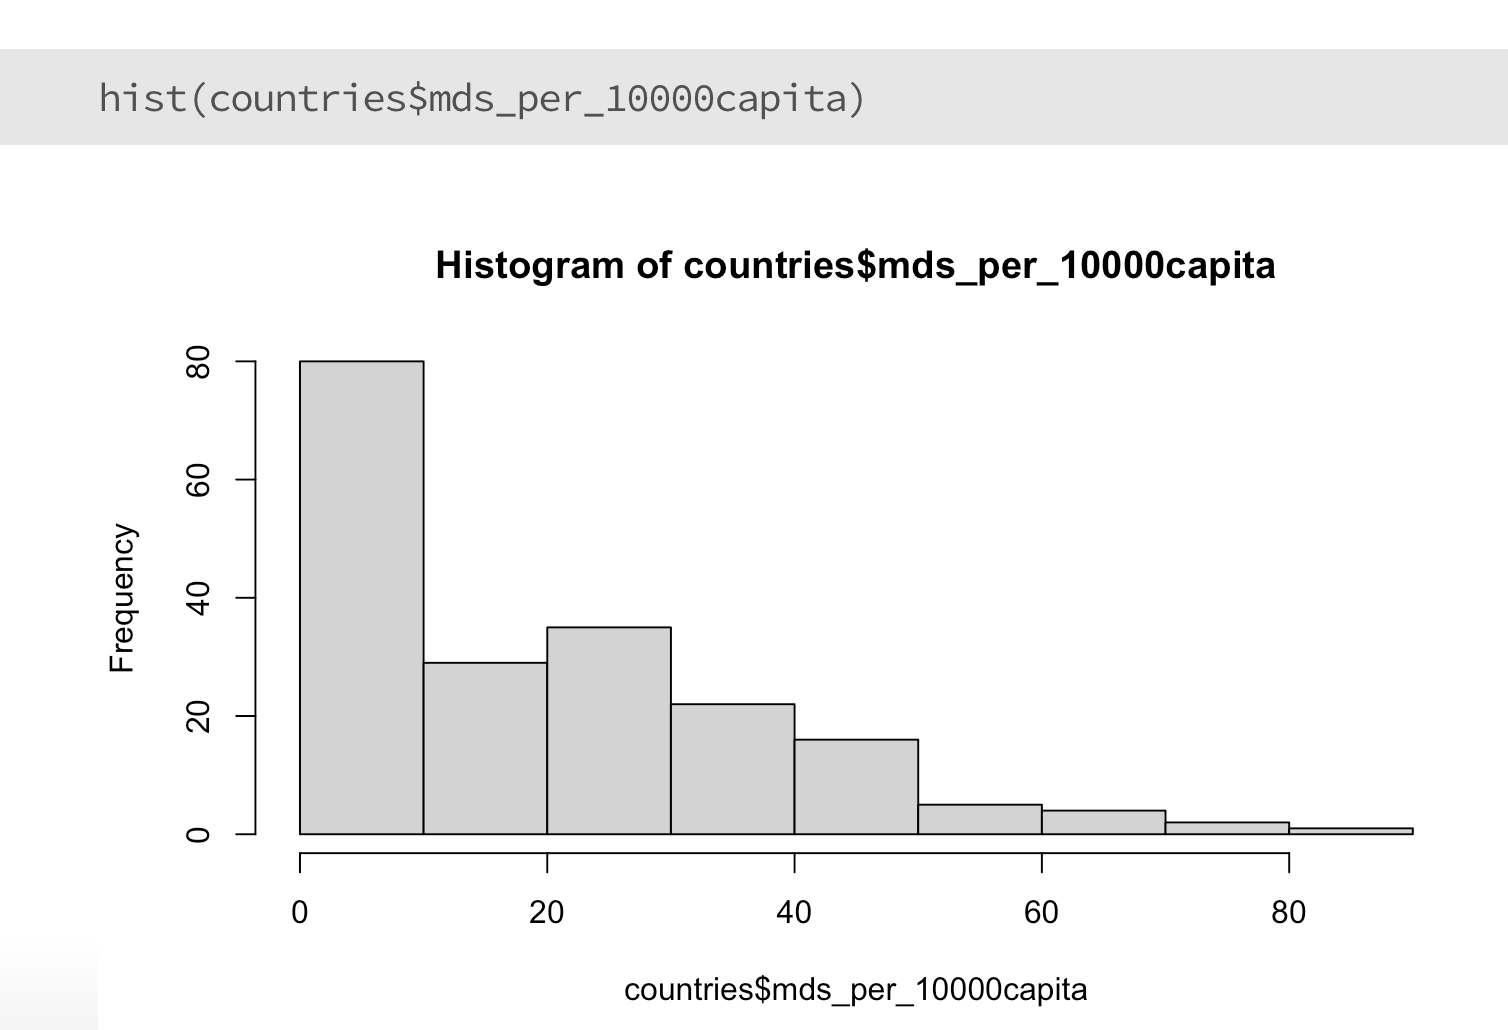 hist(countries$mds_per_10000capita)
Histogram of countries$mds_per_10000capita
80
60
40
20
0
Frequency
0 20 40 60 80
countries$mds_per_10000capita